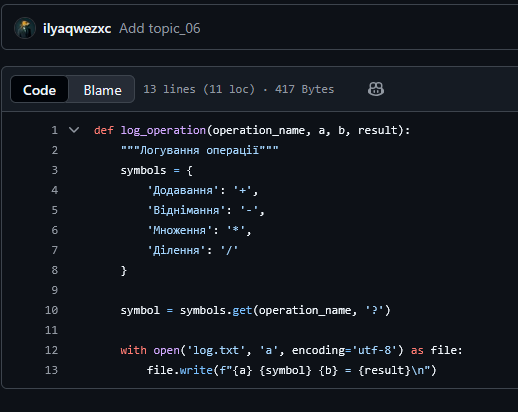 ilyaqwezxc Add topic_06
Code Blame 13 lines (11 loc) · 417 Bytes
1 def log_operation(operation_name, a, b, result):
2     """Логування операції"""
3     symbols = {
4         'Додавання': '+',
5         'Віднімання': '-',
6         'Множення': '*',
7         'Ділення': '/'
8     }
9
10     symbol = symbols.get(operation_name, '?')
11
12     with open('log.txt', 'a', encoding='utf-8') as file:
13         file.write(f"{a} {symbol} {b} = {result}\n")